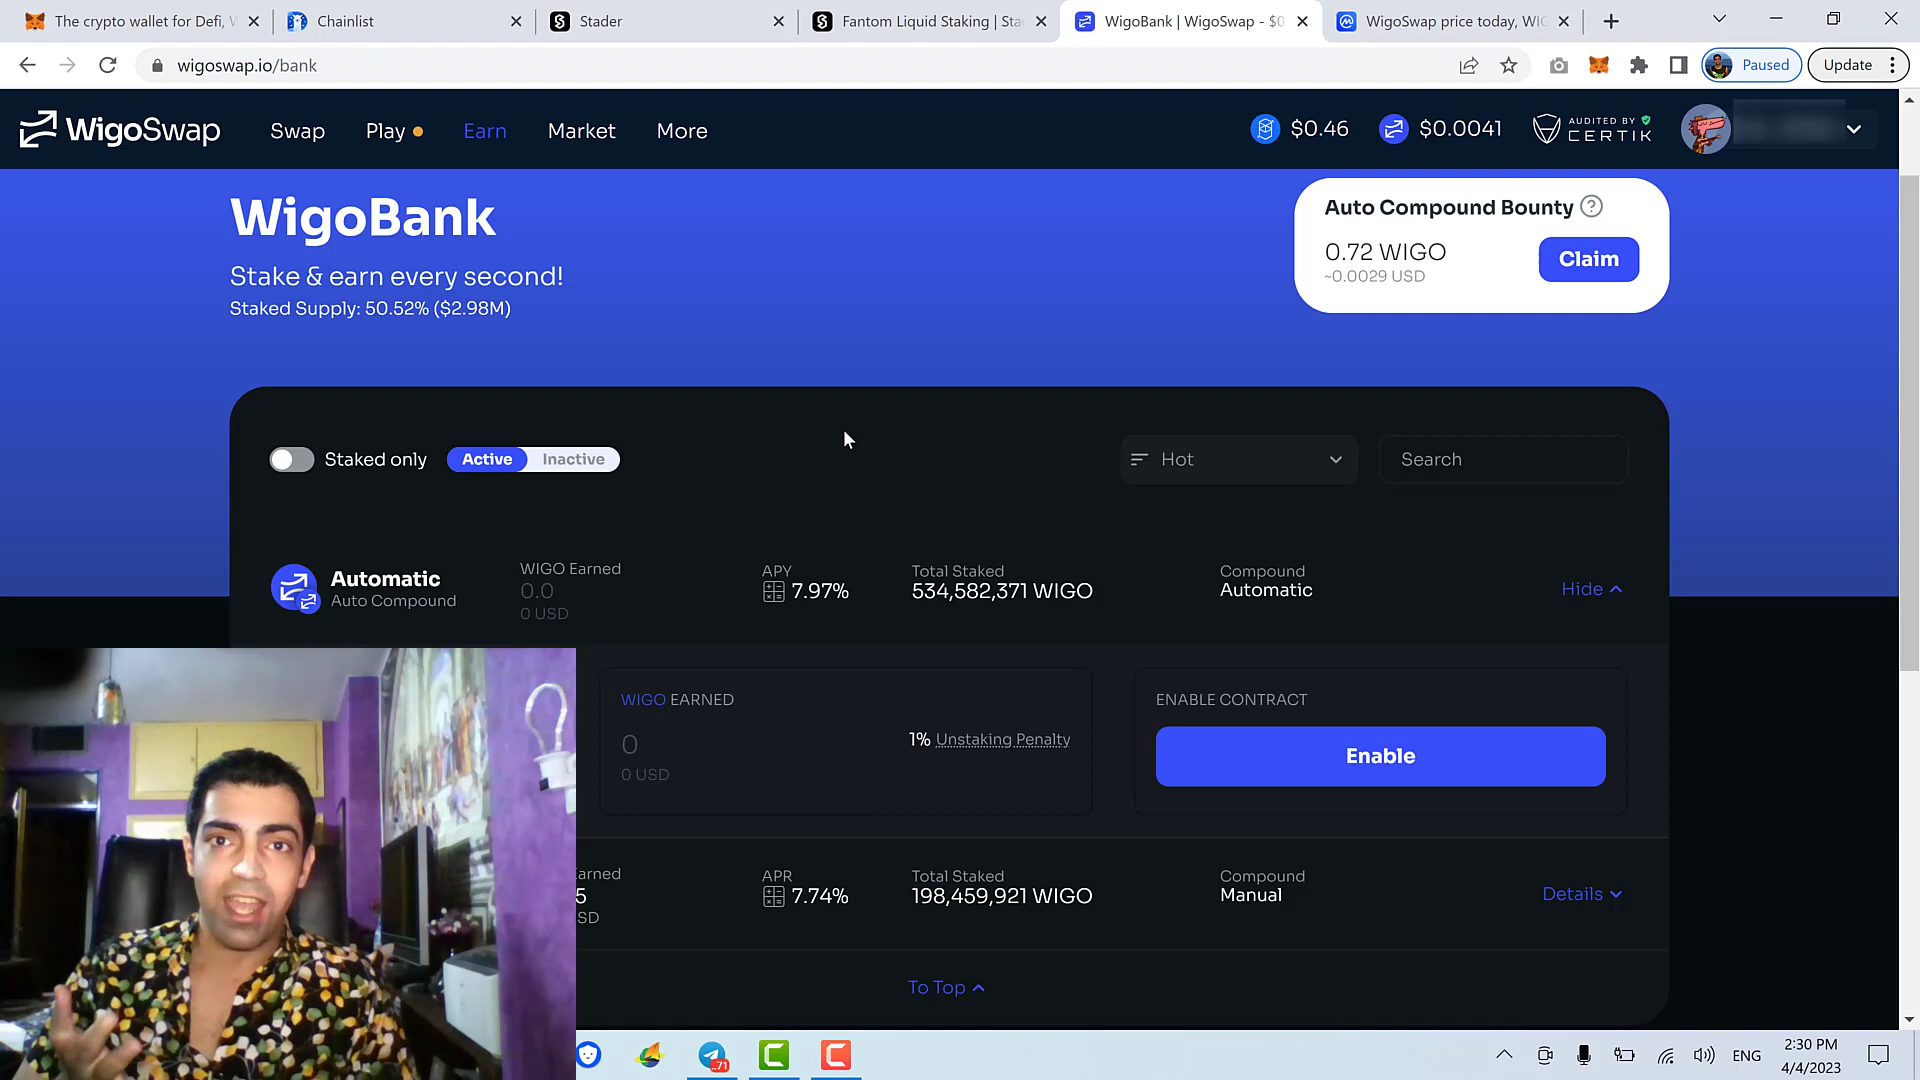 The crypto wallet for Defi,
Chainlist
Stader
Fantom Liquid Staking | Sta
WigoBank | WigoSwap - $0
WigoSwap price today, WI
wigoswap.io/bank
Paused
Update
WigoSwap
Swap
Play
Earn
Market
More
$0.46
$0.0041
AUDITED BY
CERTIK
WigoBank
Stake & earn every second!
Staked Supply: 50.52% ($2.98M)
Auto Compound Bounty ?
0.72 WIGO
~0.0029 USD
Claim
Staked only
Active
Inactive
Hot
Search
Automatic
Auto Compound
WIGO Earned
0.0
0 USD
APY
7.97%
Total Staked
534,582,371 WIGO
Compound
Automatic
Hide
WIGO EARNED
0
0 USD
1% Unstaking Penalty
ENABLE CONTRACT
Enable
arned
5
SD
APR
7.74%
Total Staked
198,459,921 WIGO
Compound
Manual
Details
To Top
..71
ENG
2:30 PM
4/4/2023